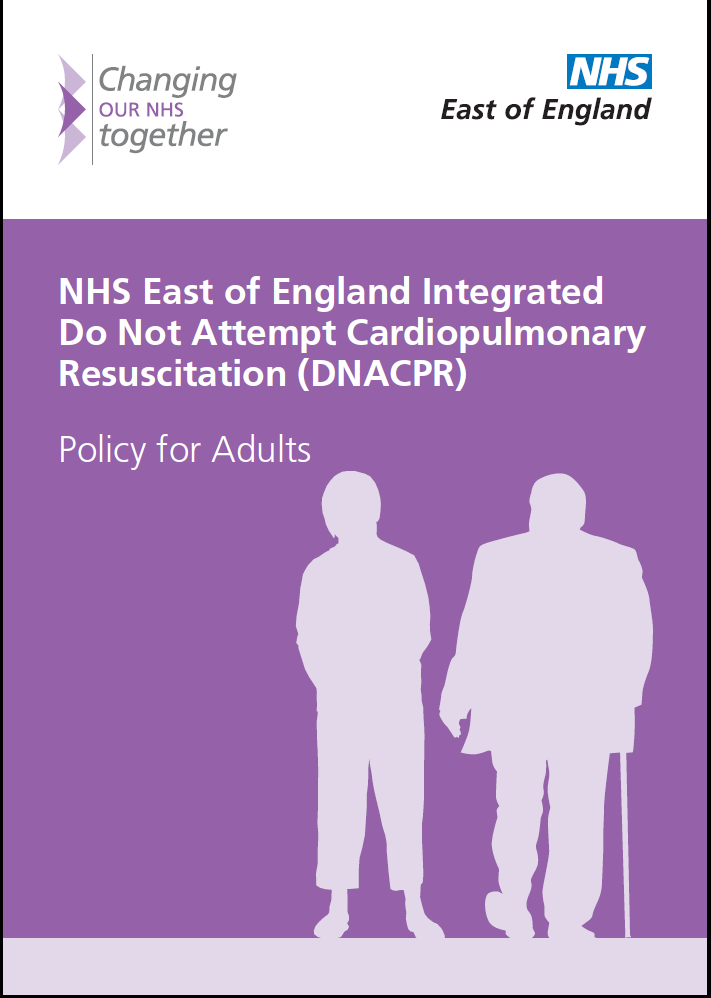 Changing
OUR NHS
together
NHS
East of England
NHS East of England Integrated
Do Not Attempt Cardiopulmonary
Resuscitation (DNACPR)
Policy for Adults